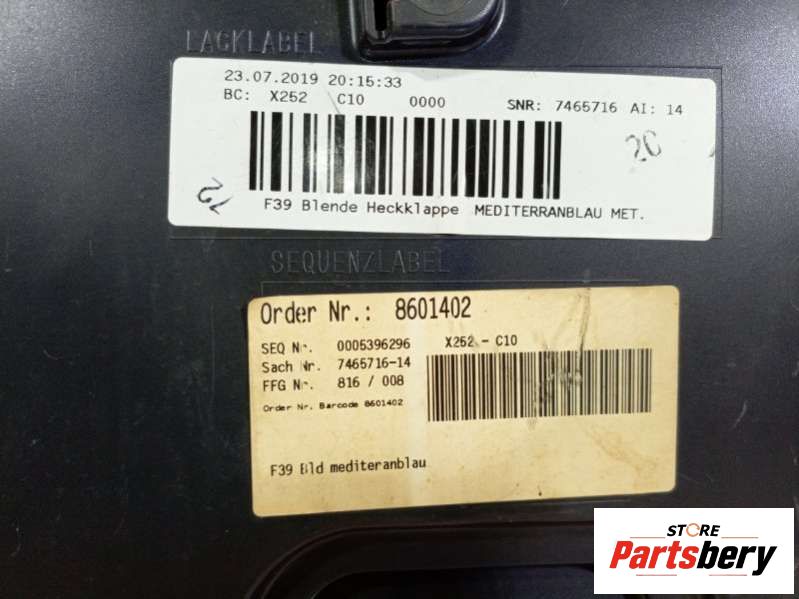 LACKLABEL
23.07.2019 20:15:33
BC: X252 C10 0000 SNR: 7465716 AI: 14
20
72
F39 Blende Heckklappe MEDITERRANBLAU MET.
SEQUENZLABEL
Order Nr.: 8601402
SEQ Nr. 0005396296 X252 - C10
Sach Nr. 7465716-14
FFG Nr. 816 / 008
Order Nr. Barcode 8601402
F39 Bld mediteranblau
STORE
Partsbery